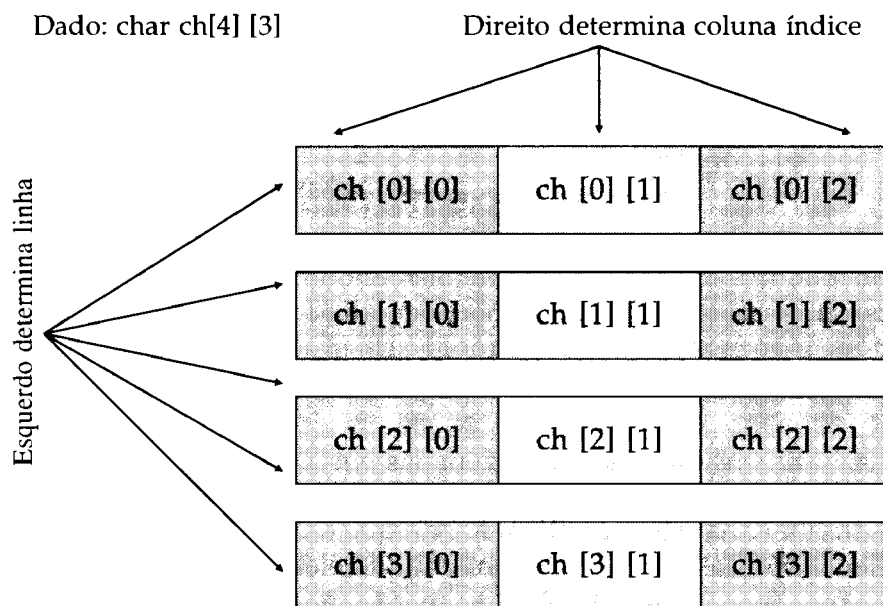 Dado: char ch[4] [3]
Direito determina coluna índice
Esquerdo determina linha
ch [0] [0] ch [0] [1] ch [0] [2]
ch [1] [0] ch [1] [1] ch [1] [2]
ch [2] [0] ch [2] [1] ch [2] [2]
ch [3] [0] ch [3] [1] ch [3] [2]